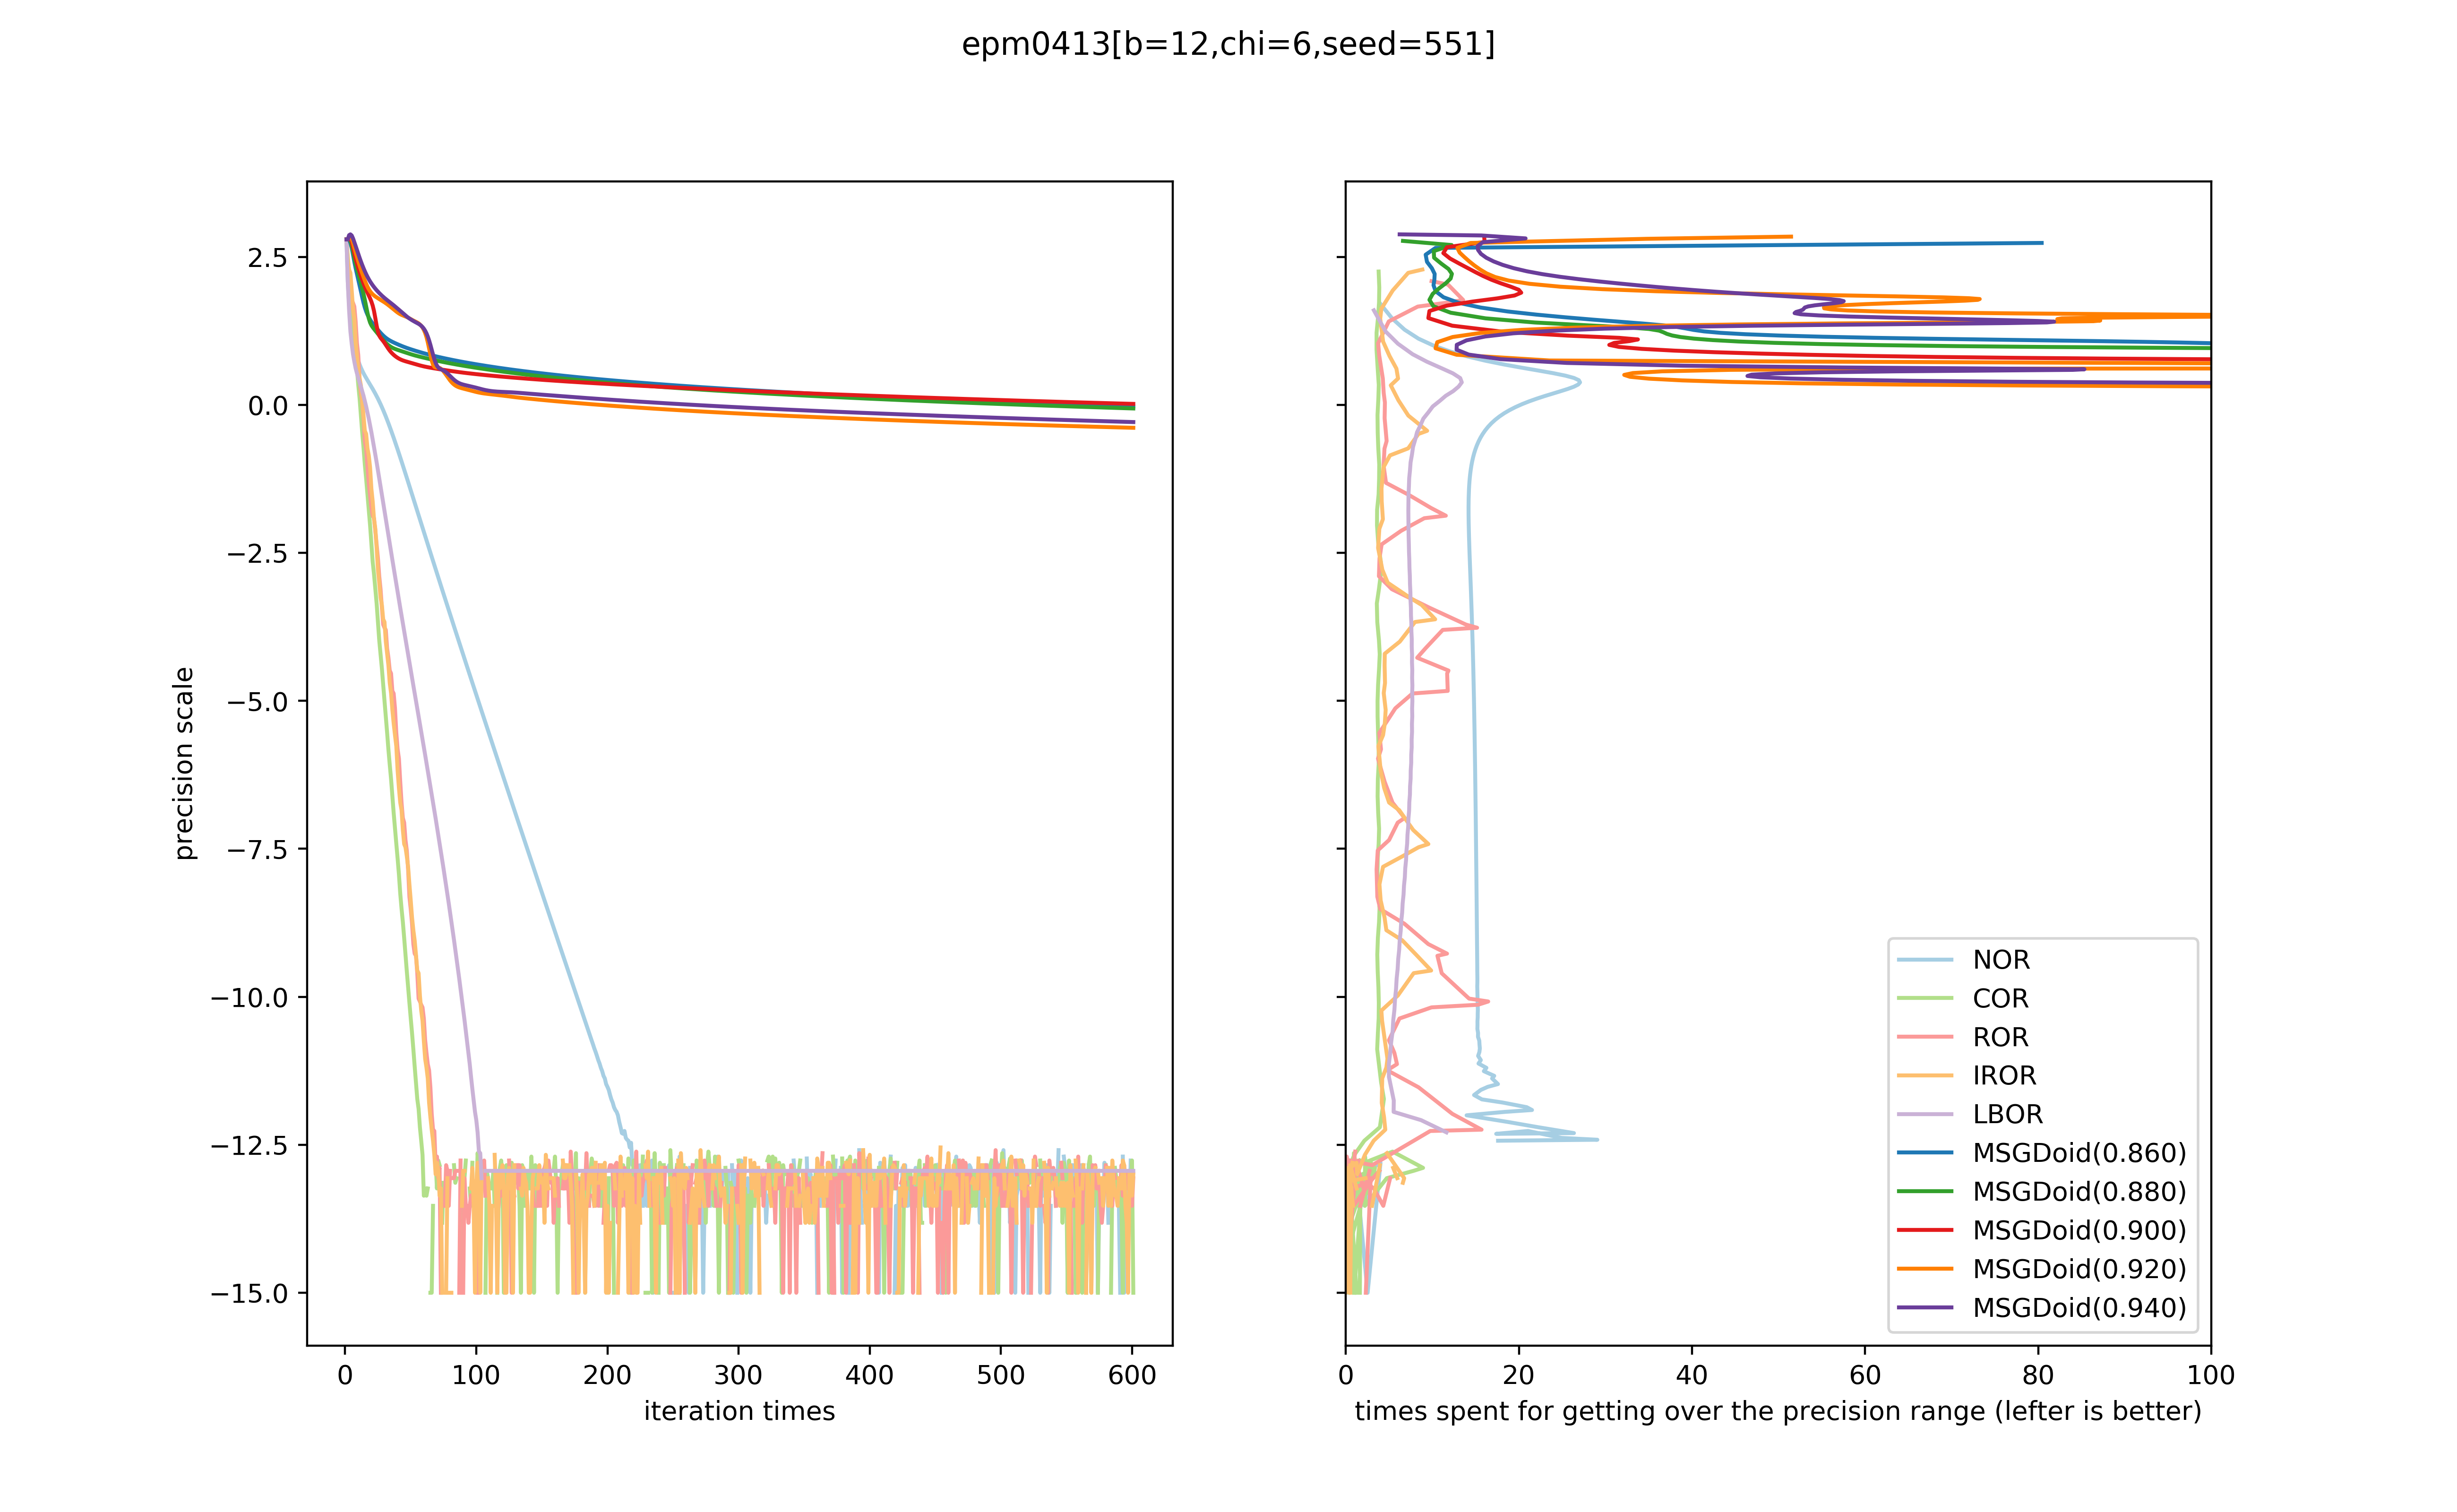 epm0413[b=12,chi=6,seed=551]
precision scale
2.5
0.0
−2.5
−5.0
−7.5
−10.0
−12.5
−15.0
0 100 200 300 400 500 600
iteration times
0 20 40 60 80 100
times spent for getting over the precision range (lefter is better)
NOR
COR
ROR
IROR
LBOR
MSGDoid(0.860)
MSGDoid(0.880)
MSGDoid(0.900)
MSGDoid(0.920)
MSGDoid(0.940)